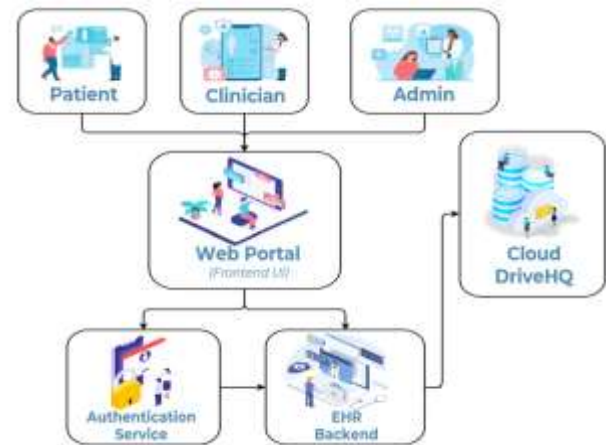 Patient
Clinician
Admin
Web Portal
(Frontend UI)
Cloud
DriveHQ
Authentication
Service
EHR
Backend